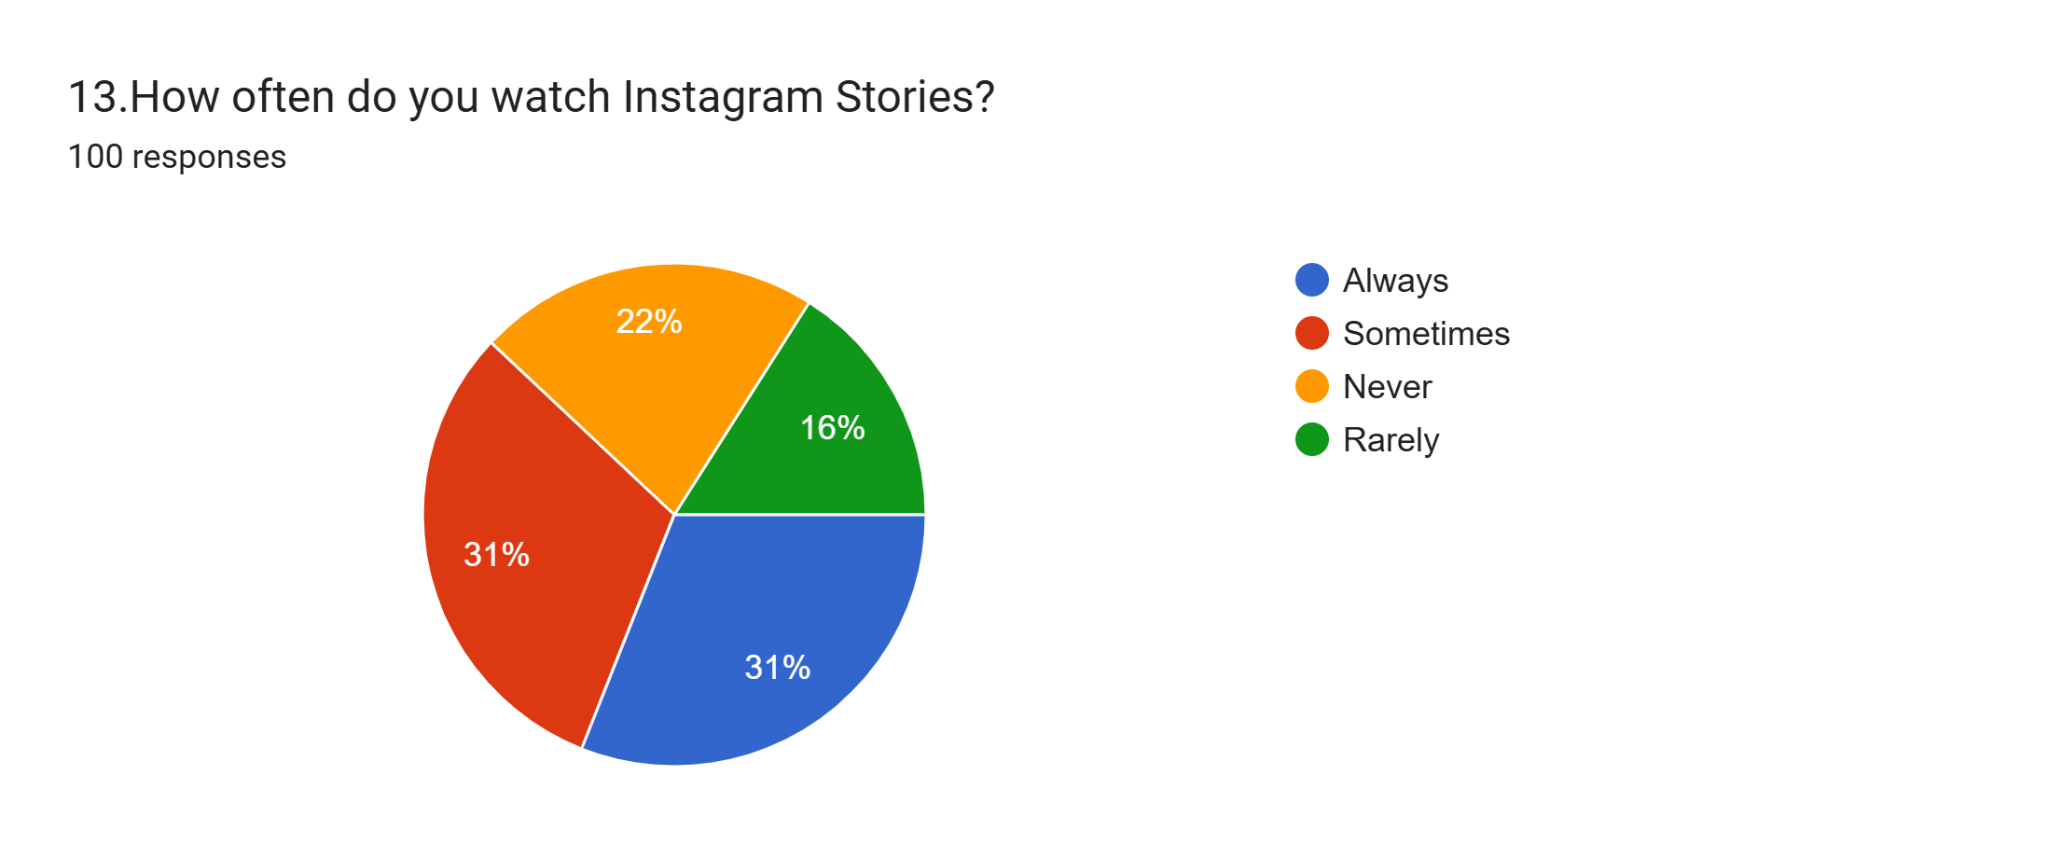 13.How often do you watch Instagram Stories?
100 responses
22%
16%
31%
31%
Always
Sometimes
Never
Rarely